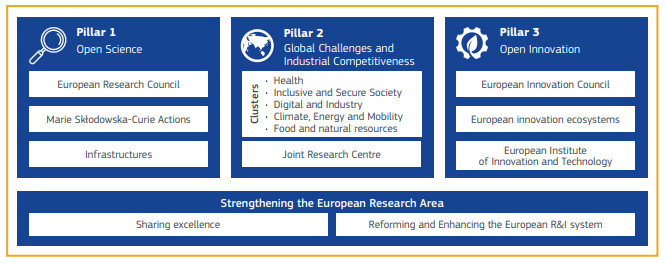 Pillar 1
Open Science
European Research Council
Marie Skłodowska-Curie Actions
Infrastructures
Pillar 2
Global Challenges and
Industrial Competitiveness
Clusters
• Health
• Inclusive and Secure Society
• Digital and Industry
• Climate, Energy and Mobility
• Food and natural resources
Joint Research Centre
Pillar 3
Open Innovation
European Innovation Council
European innovation ecosystems
European Institute
of Innovation and Technology
Strengthening the European Research Area
Sharing excellence
Reforming and Enhancing the European R&I system